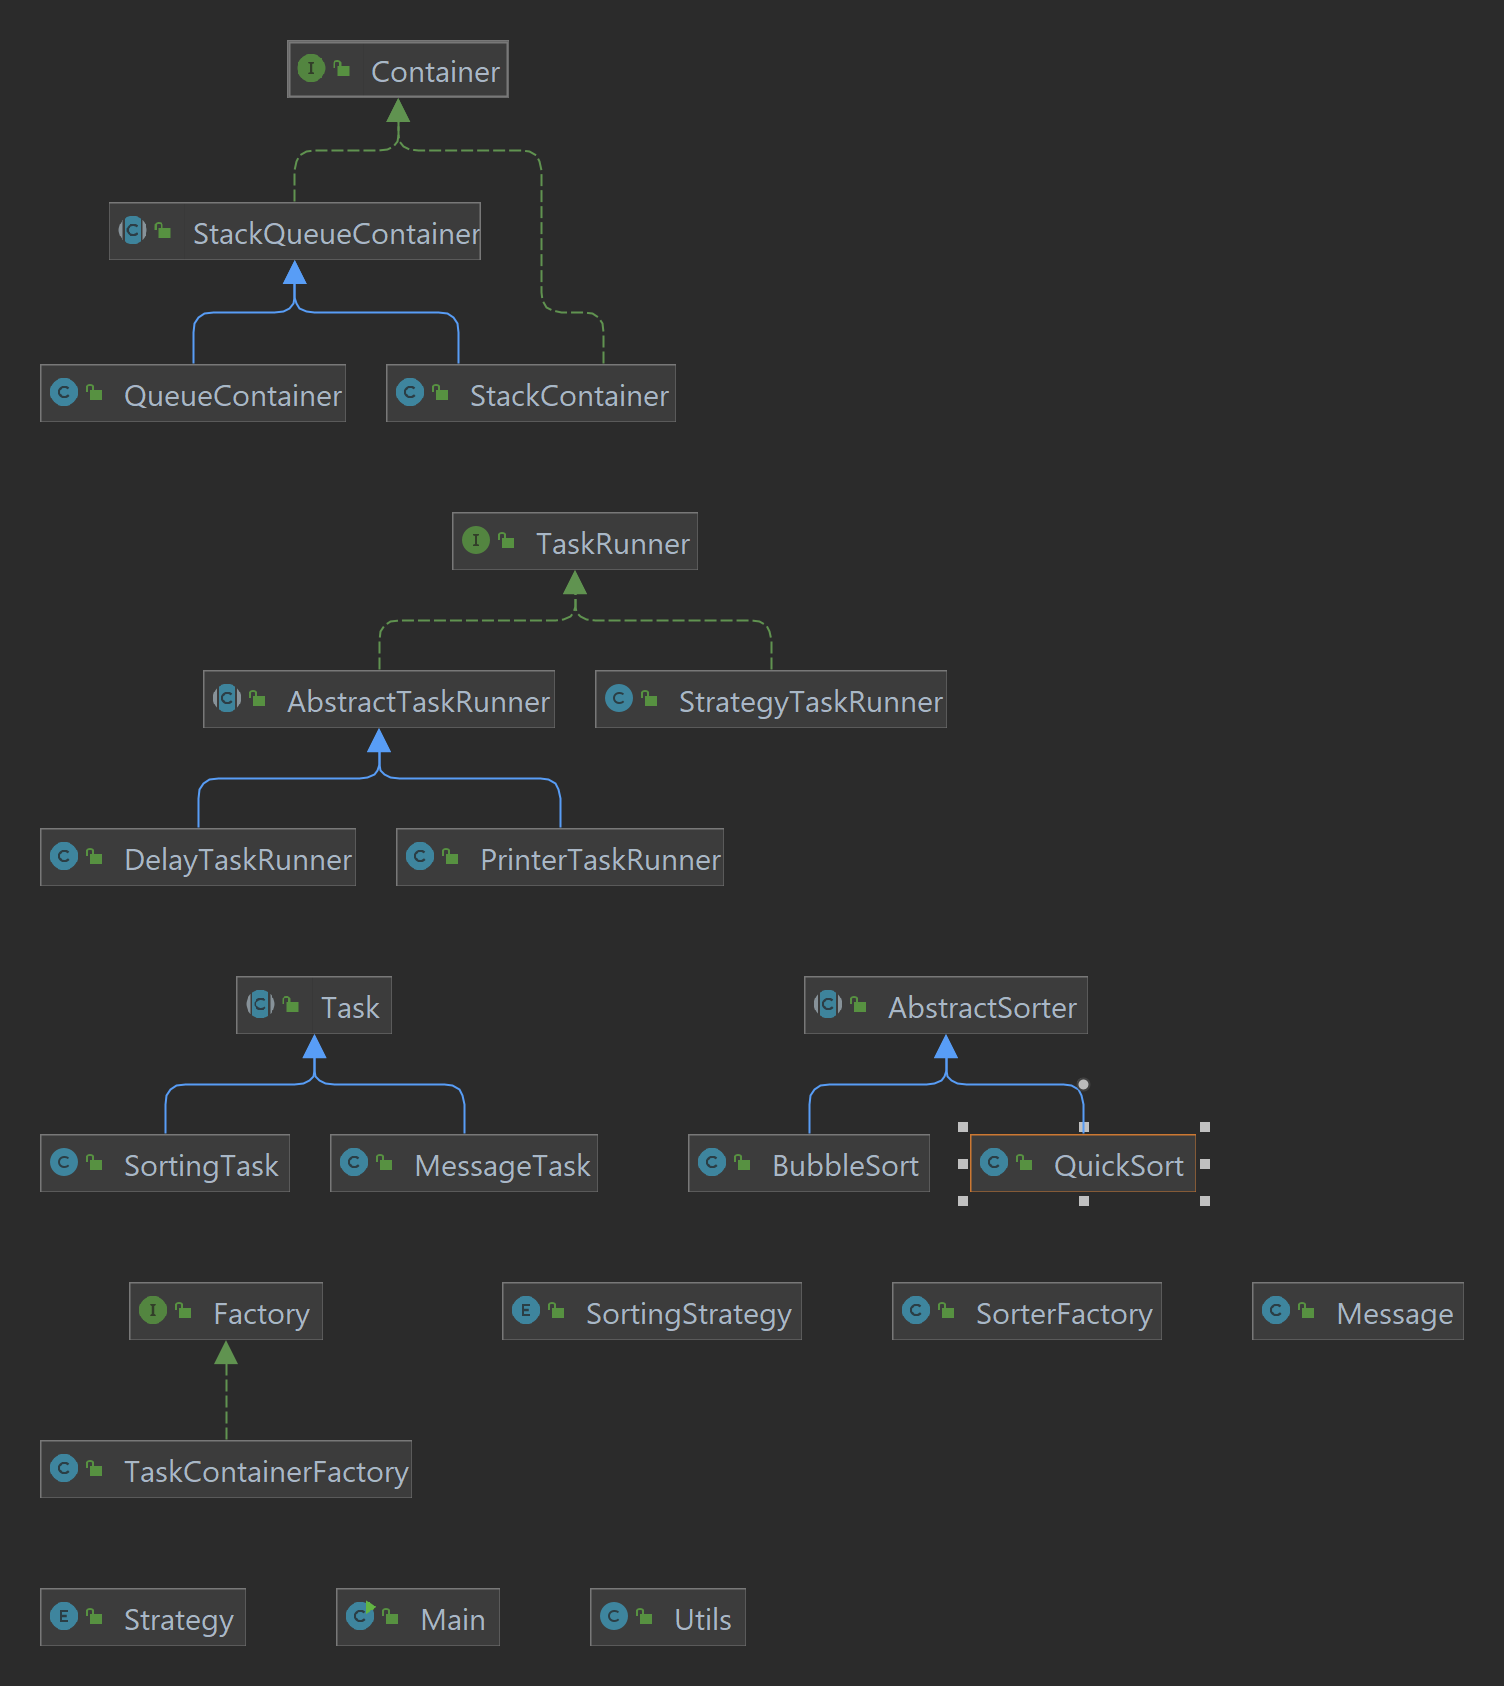 I Container
C StackQueueContainer
C QueueContainer
C StackContainer
I TaskRunner
C AbstractTaskRunner
C StrategyTaskRunner
C DelayTaskRunner
C PrinterTaskRunner
C Task
C AbstractSorter
C SortingTask
C MessageTask
C BubbleSort
C QuickSort
I Factory
E SortingStrategy
C SorterFactory
C Message
C TaskContainerFactory
E Strategy
C Main
C Utils